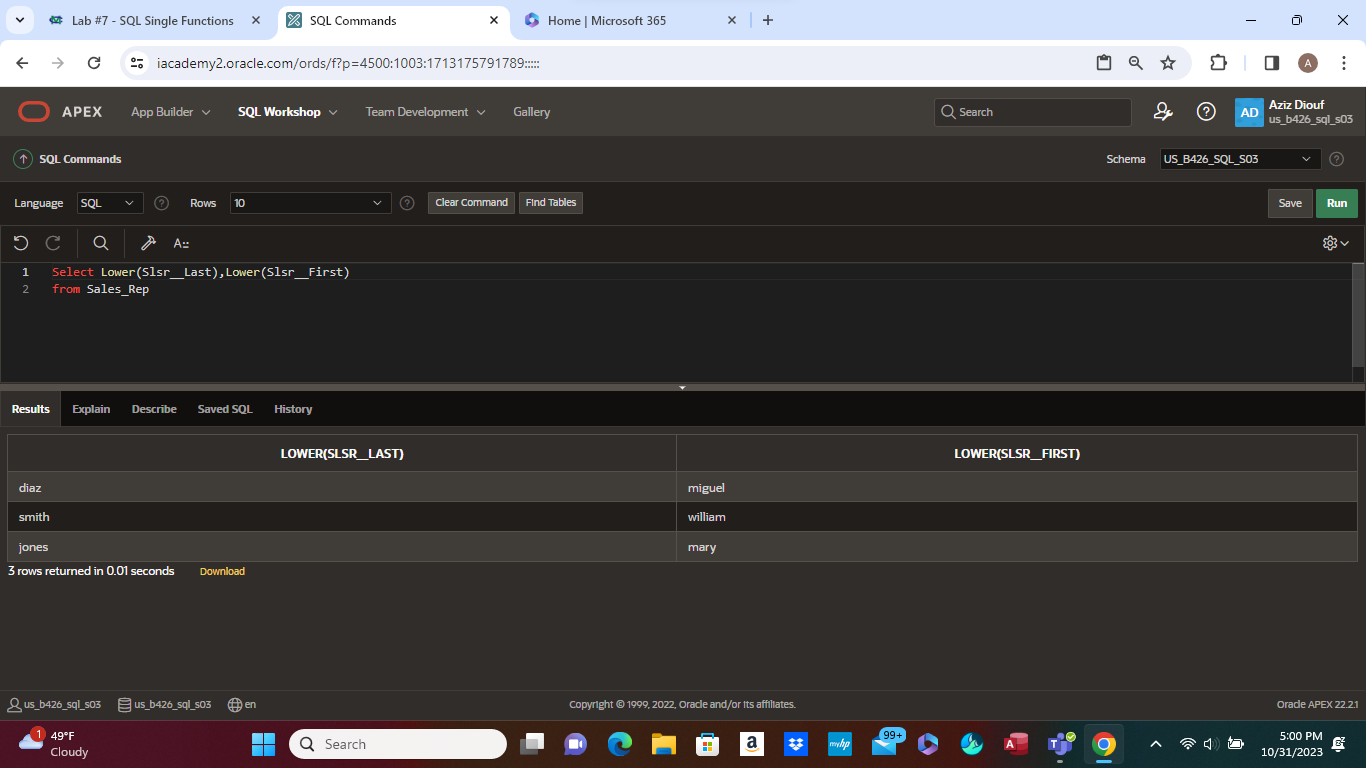 Lab #7 - SQL Single Functions
SQL Commands
Home | Microsoft 365
iacademy2.oracle.com/ords/f?p=4500:1003:1713175791789:::::
A
APEX
App Builder
SQL Workshop
Team Development
Gallery
Search
AD
Aziz Diouf
us_b426_sql_s03
SQL Commands
Schema
US_B426_SQL_S03
Language
SQL
Rows
10
Clear Command
Find Tables
Save
Run
1 Select Lower(Slsr__Last),Lower(Slsr__First)
2 from Sales_Rep
Results
Explain
Describe
Saved SQL
History
LOWER(SLSR__LAST) LOWER(SLSR__FIRST)
diaz miguel
smith william
jones mary
3 rows returned in 0.01 seconds
Download
us_b426_sql_s03
us_b426_sql_s03
en
Copyright © 1999, 2022, Oracle and/or its affiliates.
Oracle APEX 22.2.1
1
49°F
Cloudy
Search
a
myhp
99+
A
T
5:00 PM
10/31/2023